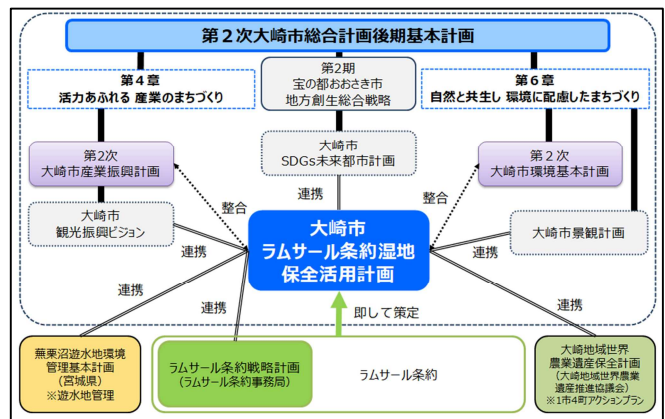 第2次大崎市総合計画後期基本計画
第4章
活力あふれる 産業のまちづくり
第2期
宝の都おおさき市
地方創生総合戦略
第6章
自然と共生し 環境に配慮したまちづくり
第2次
大崎市産業振興計画
大崎市
SDGs未来都市計画
第2次
大崎市環境基本計画
大崎市
観光振興ビジョン
整合
連携
整合
大崎市
ラムサール条約湿地
保全活用計画
大崎市景観計画
連携
連携
連携
連携
連携
即して策定
蕪栗沼遊水地環境
管理基本計画
(宮城県)
※遊水地管理
ラムサール条約戦略計画
(ラムサール条約事務局)
ラムサール条約
大崎地域世界
農業遺産保全計画
(大崎地域世界農業
遺産推進協議会)
※1市4町アクションプラン